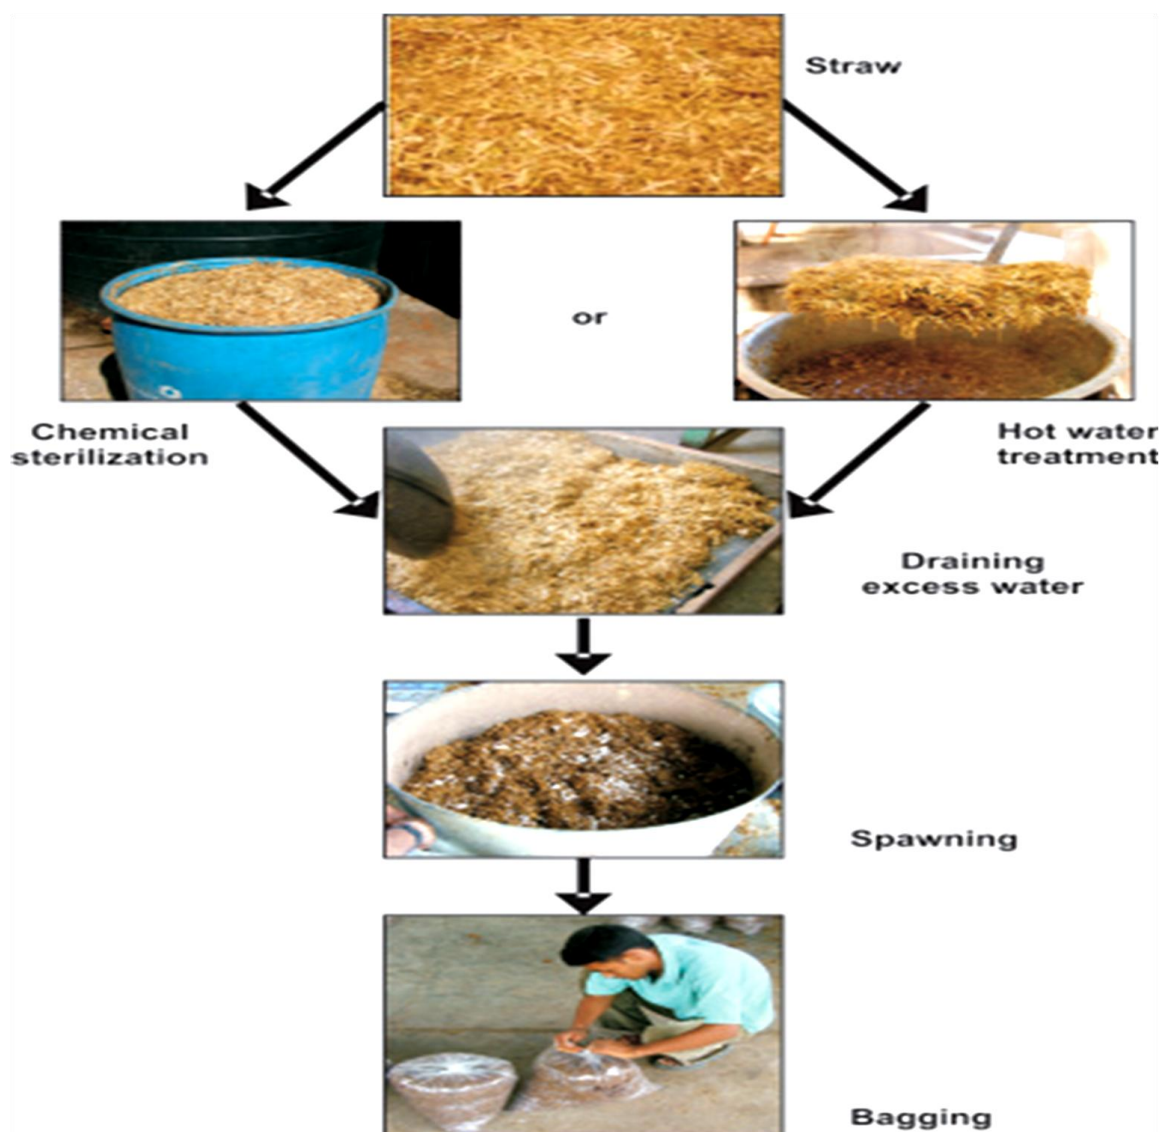 Straw
or
Chemical
sterilization
Hot water
treatment
Draining
excess water
Spawning
Bagging